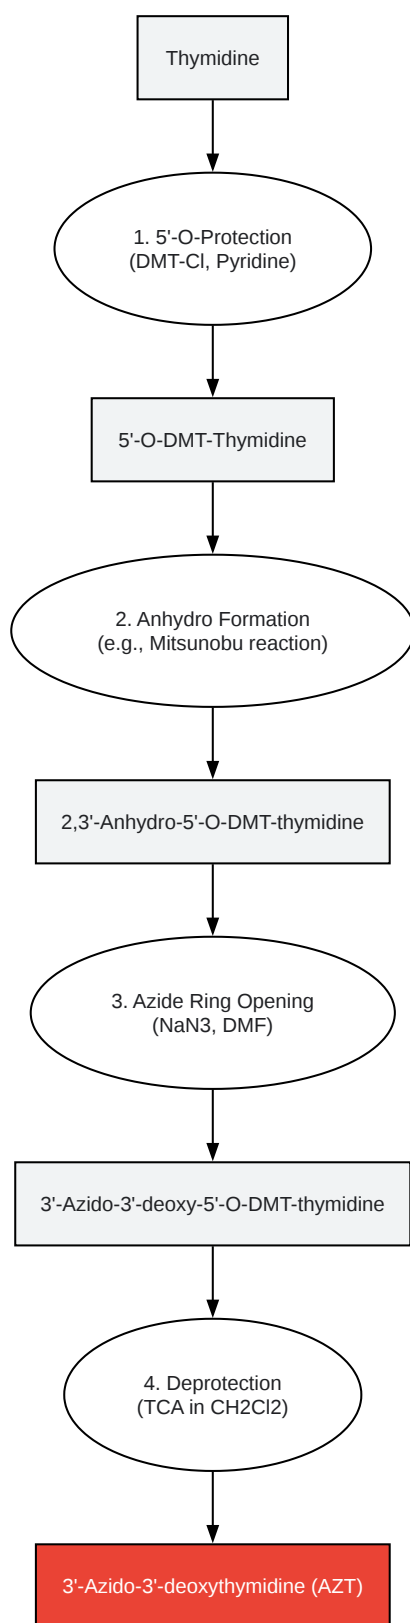 Thymidine
1. 5'-O-Protection
(DMT-Cl, Pyridine)
5'-O-DMT-Thymidine
2. Anhydro Formation
(e.g., Mitsunobu reaction)
2,3'-Anhydro-5'-O-DMT-thymidine
3. Azide Ring Opening
(NaN3, DMF)
3'-Azido-3'-deoxy-5'-O-DMT-thymidine
4. Deprotection
(TCA in CH2Cl2)
3'-Azido-3'-deoxythymidine (AZT)